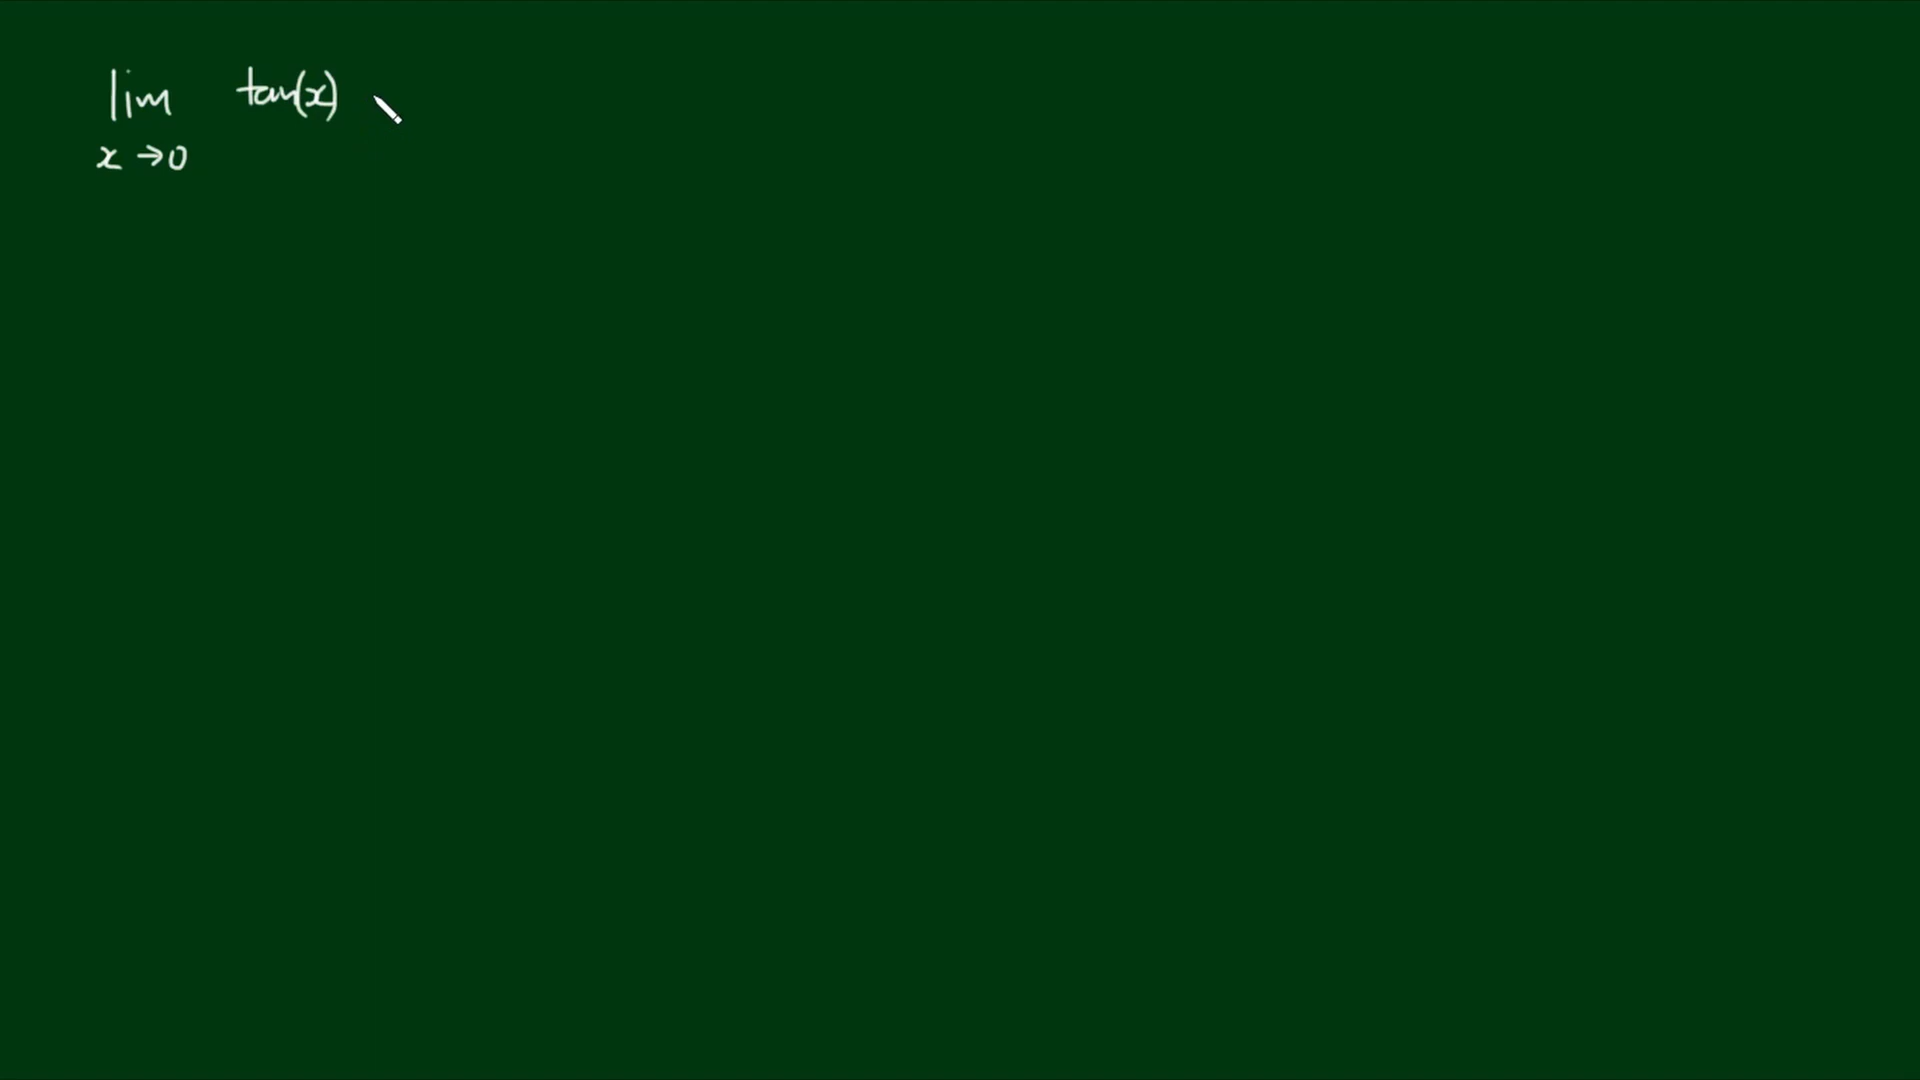 lim tan(x)
x →0